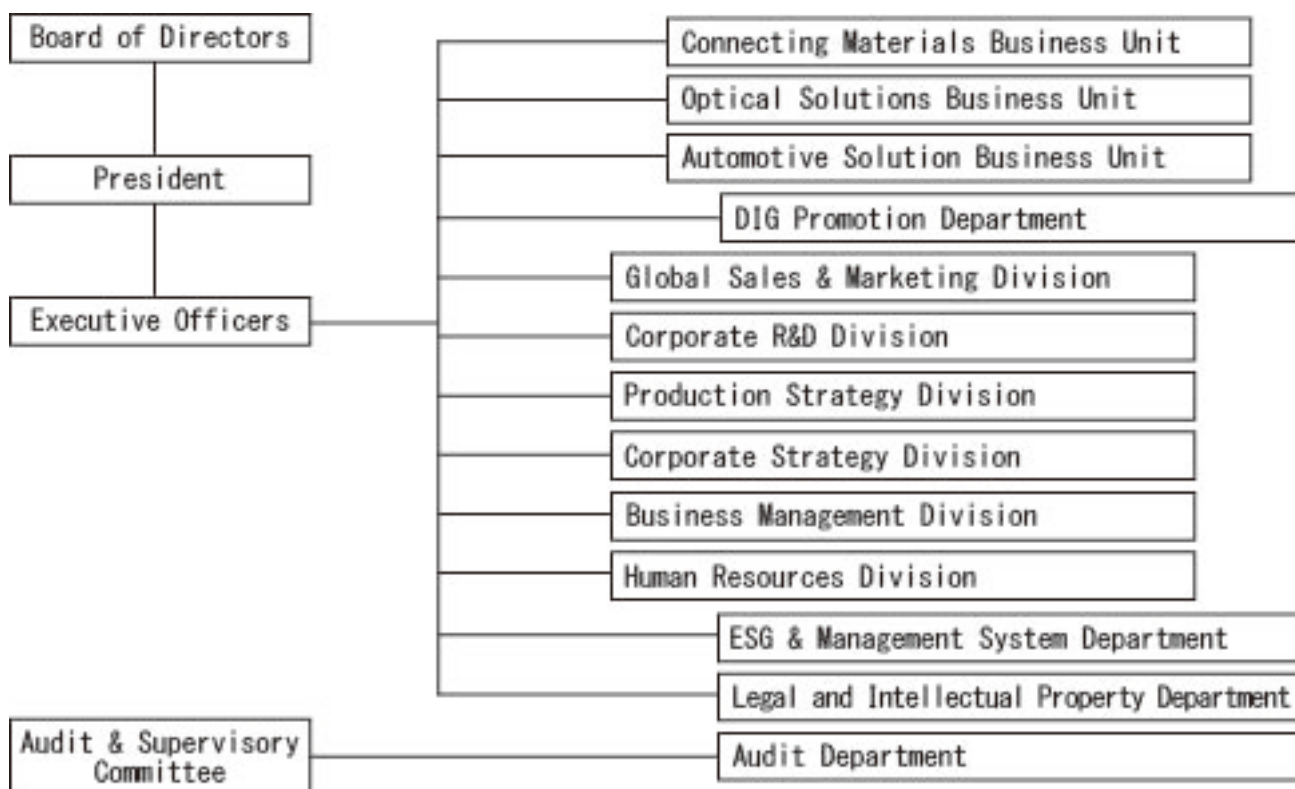 Board of Directors
President
Executive Officers
Connecting Materials Business Unit
Optical Solutions Business Unit
Automotive Solution Business Unit
DIG Promotion Department
Global Sales & Marketing Division
Corporate R&D Division
Production Strategy Division
Corporate Strategy Division
Business Management Division
Human Resources Division
ESG & Management System Department
Legal and Intellectual Property Department
Audit & Supervisory
Committee
Audit Department